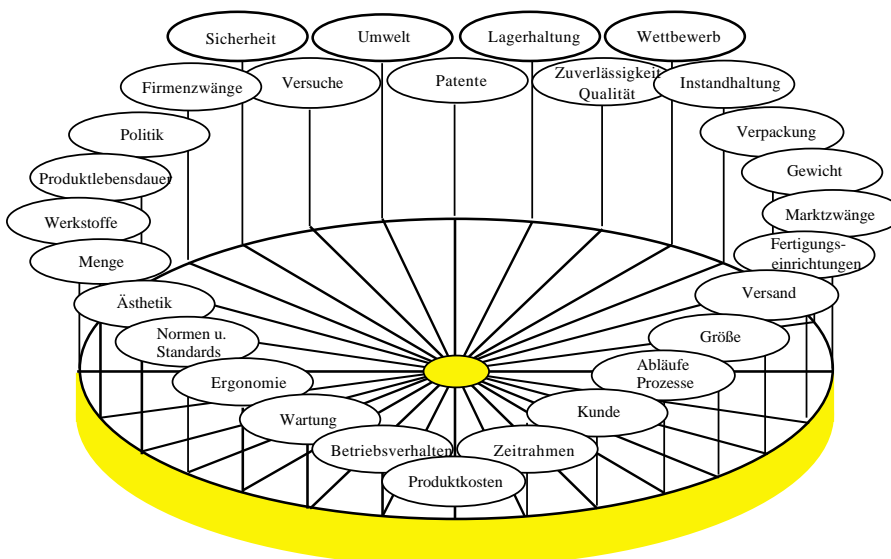 Sicherheit
Umwelt
Lagerhaltung
Wettbewerb
Firmenzwänge
Versuche
Patente
Zuverlässigkeit
Qualität
Instandhaltung
Politik
Verpackung
Produktlebensdauer
Gewicht
Werkstoffe
Marktzwänge
Menge
Fertigungs-
einrichtungen
Ästhetik
Versand
Normen u.
Standards
Größe
Ergonomie
Abläufe
Prozesse
Wartung
Kunde
Betriebsverhalten
Zeitrahmen
Produktkosten